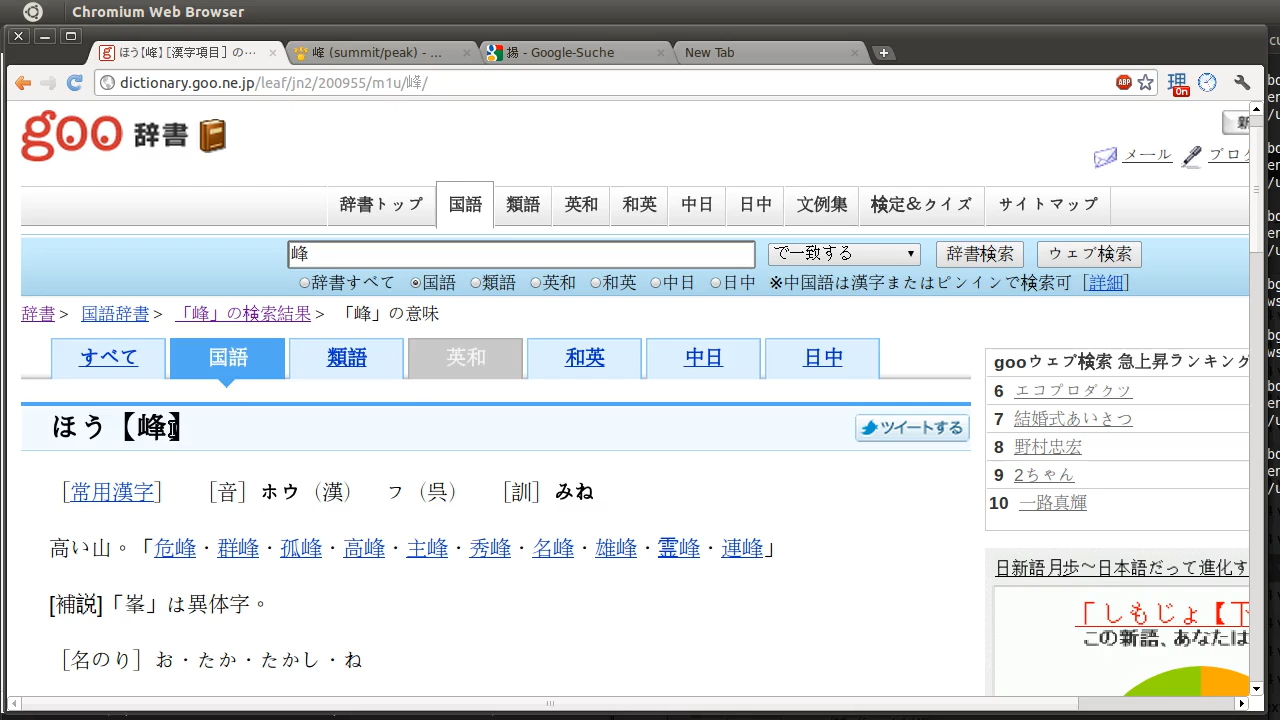 Chromium Web Browser
ほう【峰】［漢字項目］の… 峰 (summit/peak) - ... 揚 - Google-Suche New Tab
dictionary.goo.ne.jp/leaf/jn2/200955/m1u/峰/
ABP 理 On
goo 辞書
メール
辞書トップ 国語 類語 英和 和英 中日 日中 文例集 検定＆クイズ サイトマップ
峰 で一致する 辞書検索 ウェブ検索
辞書すべて 国語 類語 英和 和英 中日 日中 ※中国語は漢字またはピンインで検索可 [詳細]
辞書 > 国語辞書 > 「峰」の検索結果 > 「峰」の意味
すべて 国語 類語 英和 和英 中日 日中
ほう【峰】
ツイートする
［常用漢字］ ［音］ホウ（漢） フ（呉） ［訓］みね
高い山。「危峰・群峰・孤峰・高峰・主峰・秀峰・名峰・雄峰・霊峰・連峰」
[補説]「峯」は異体字。
［名のり］お・たか・たかし・ね
gooウェブ検索 急上昇ランキング
6 エコプロダクツ
7 結婚式あいさつ
8 野村忠宏
9 2ちゃん
10 一路真輝
日新語月歩～日本語だって進化す
「しもじょ【下
この新語、あなたは